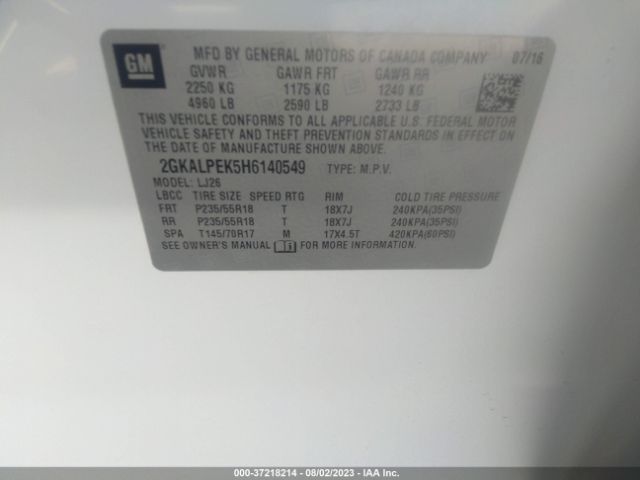 GM
MFD BY GENERAL MOTORS OF CANADA COMPANY 07/16
GVWR GAWR FRT GAWR RR
2250 KG 1175 KG 1240 KG
4960 LB 2590 LB 2733 LB
THIS VEHICLE CONFORMS TO ALL APPLICABLE U.S. FEDERAL MOTOR
VEHICLE SAFETY AND THEFT PREVENTION STANDARDS IN EFFECT ON
THE DATE OF MANUFACTURE SHOWN ABOVE.
2GKALPEK5H6140549 TYPE: M.P.V.
MODEL: LJ26
LBCC TIRE SIZE SPEED RTG RIM COLD TIRE PRESSURE
FRT P235/55R18 T 18X7J 240KPA(35PSI)
RR P235/55R18 T 18X7J 240KPA(35PSI)
SPA T145/70R17 M 17X4.5T 420KPA(60PSI)
SEE OWNER'S MANUAL FOR MORE INFORMATION.
000-37218214 - 08/02/2023 - IAA Inc.